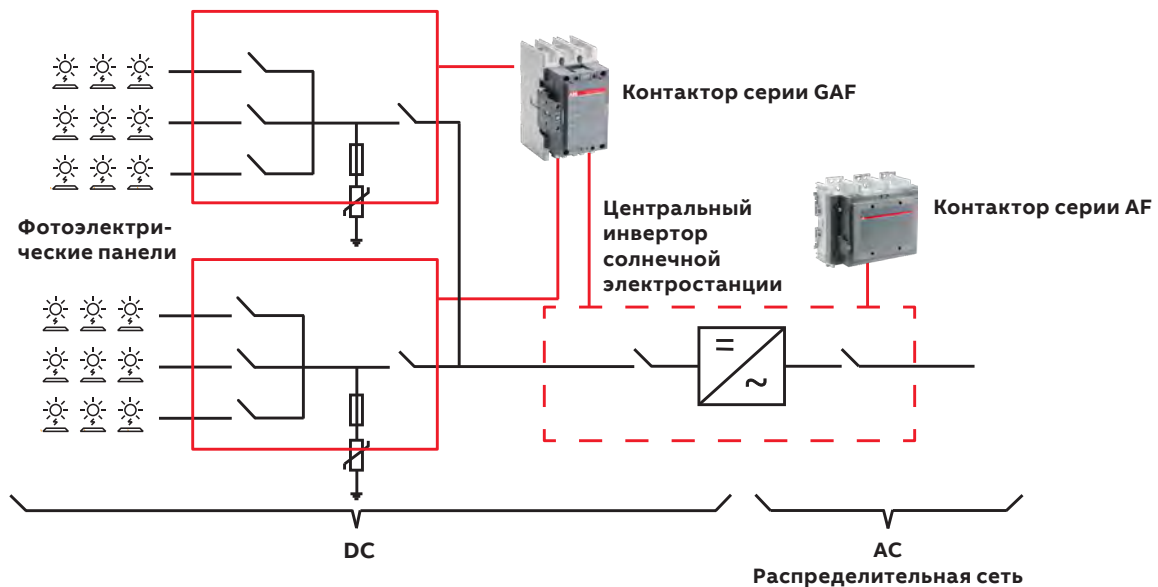 Контактор серии GAF
Контактор серии AF
Фотоэлектри-
ческие панели
Центральный
инвертор
солнечной
электростанции
DC
AC
Распределительная сеть